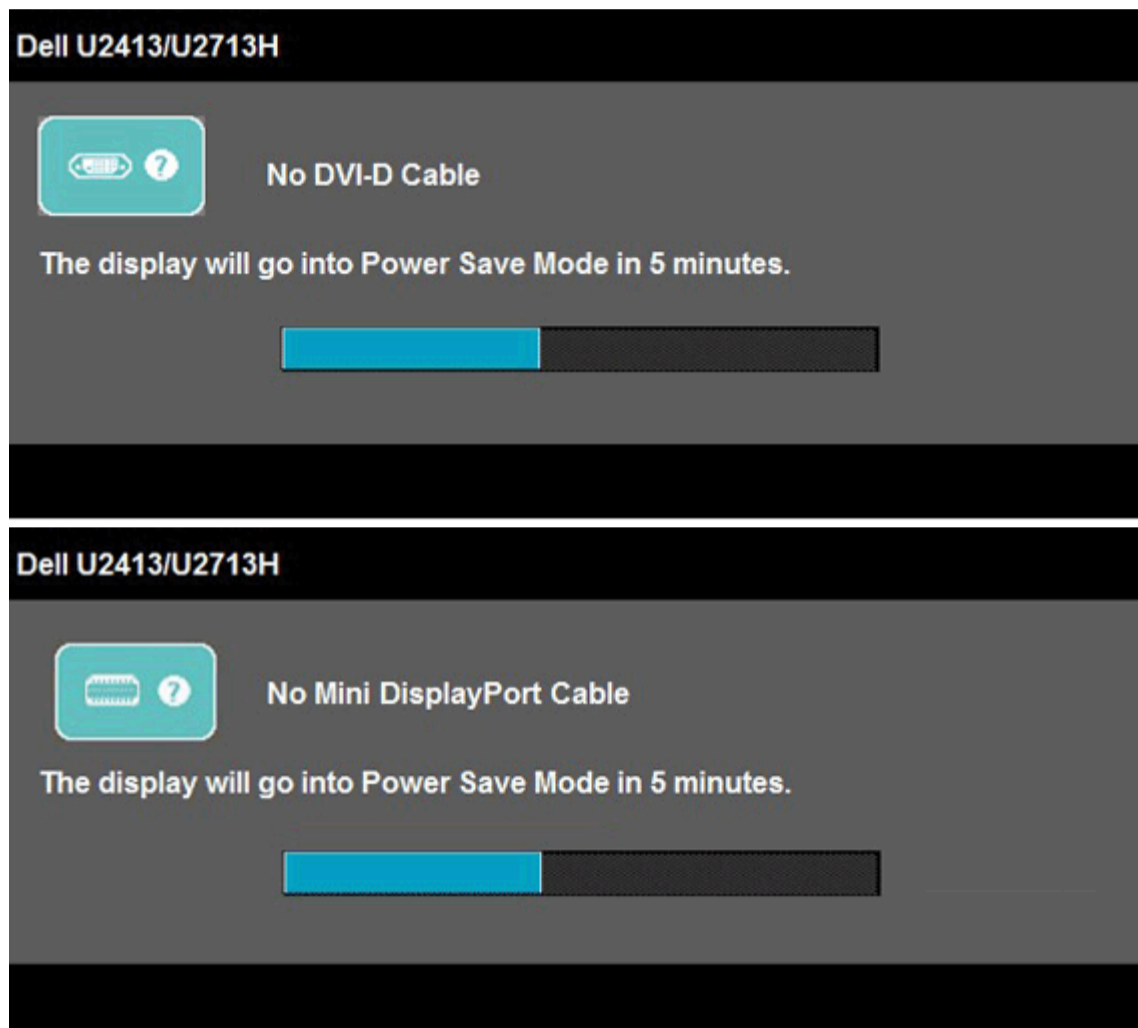 Dell U2413/U2713H
No DVI-D Cable
The display will go into Power Save Mode in 5 minutes.
Dell U2413/U2713H
No Mini DisplayPort Cable
The display will go into Power Save Mode in 5 minutes.